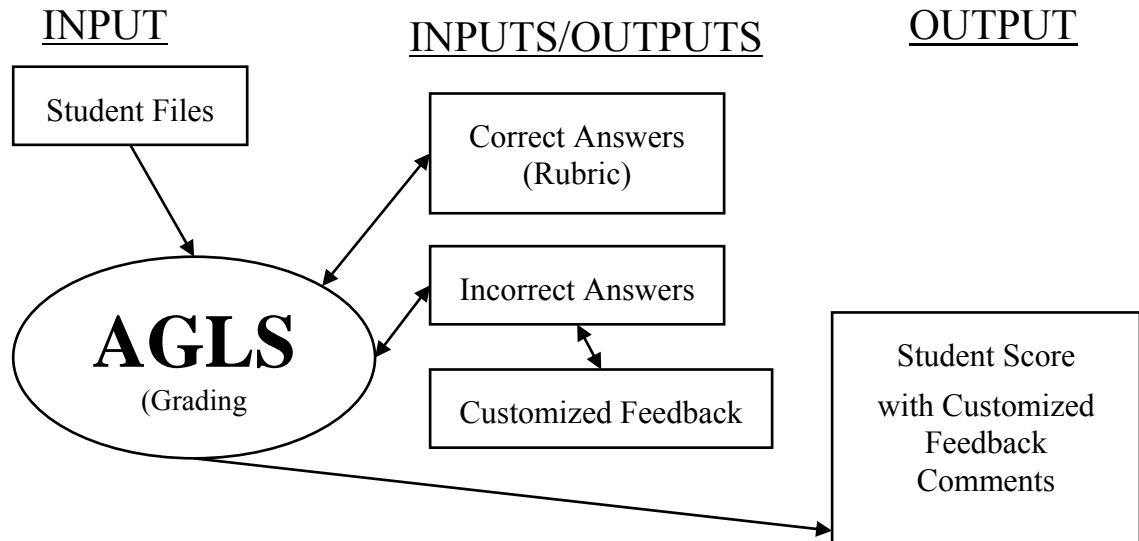 INPUT
INPUTS/OUTPUTS
OUTPUT
Student Files
Correct Answers
(Rubric)
Incorrect Answers
AGLS
(Grading
Customized Feedback
Student Score
with Customized
Feedback
Comments